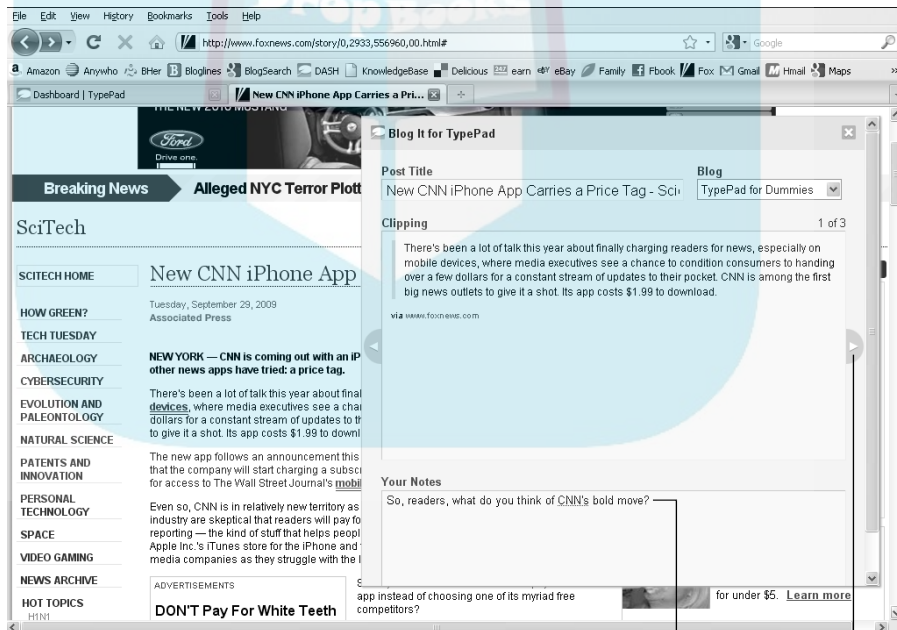 Drop Books
File Edit View History Bookmarks Tools Help
http://www.foxnews.com/story/0,2933,556960,00.html#
Google
Amazon Anywho BHer Bloglines BlogSearch DASH KnowledgeBase Delicious earn eBay Family Fbook Fox Gmail Hmail Maps »
Dashboard | TypePad
New CNN iPhone App Carries a Pri...
THE NEW 2010 MUSTANG
Ford
Drive one.
Breaking News
Alleged NYC Terror Plott
SciTech
SCITECH HOME
HOW GREEN?
TECH TUESDAY
ARCHAEOLOGY
CYBERSECURITY
EVOLUTION AND
PALEONTOLOGY
NATURAL SCIENCE
PATENTS AND
INNOVATION
PERSONAL
TECHNOLOGY
SPACE
VIDEO GAMING
NEWS ARCHIVE
HOT TOPICS
H1N1
New CNN iPhone App
Tuesday, September 29, 2009
Associated Press
NEW YORK — CNN is coming out with an iP
other news apps have tried: a price tag.
There's been a lot of talk this year about final
devices, where media executives see a chan
dollars for a constant stream of updates to th
to give it a shot. Its app costs $1.99 to downl
The new app follows an announcement this
that the company will start charging a subscr
for access to The Wall Street Journal's mobil
Even so, CNN is in relatively new territory as
industry are skeptical that readers will pay fo
reporting — the kind of stuff that helps peopl
Apple Inc.'s iTunes store for the iPhone and
media companies as they struggle with the l
ADVERTISEMENTS
DON'T Pay For White Teeth
app instead of choosing one of its myriad free
competitors?
for under $5. Learn more
Blog It for TypePad
Post Title
New CNN iPhone App Carries a Price Tag - Sci
Blog
TypePad for Dummies
Clipping
1 of 3
There's been a lot of talk this year about finally charging readers for news, especially on
mobile devices, where media executives see a chance to condition consumers to handing
over a few dollars for a constant stream of updates to their pocket. CNN is among the first
big news outlets to give it a shot. Its app costs $1.99 to download.
via www.foxnews.com
Your Notes
So, readers, what do you think of CNN's bold move?